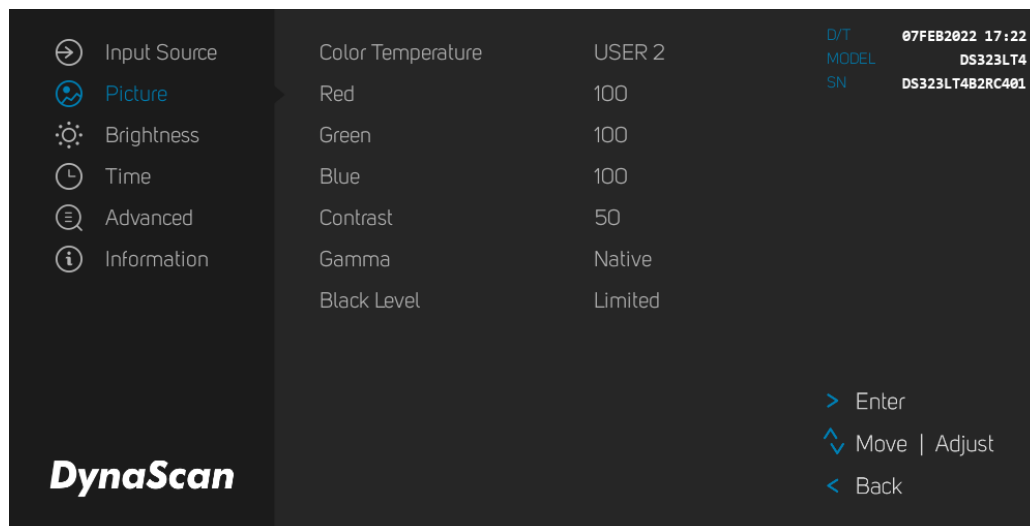 Input Source
Picture
Brightness
Time
Advanced
Information
DynaScan
Color Temperature USER 2
Red 100
Green 100
Blue 100
Contrast 50
Gamma Native
Black Level Limited
D/T 07FEB2022 17:22
MODEL DS323LT4
SN DS323LT4B2RC401
> Enter
Move | Adjust
< Back